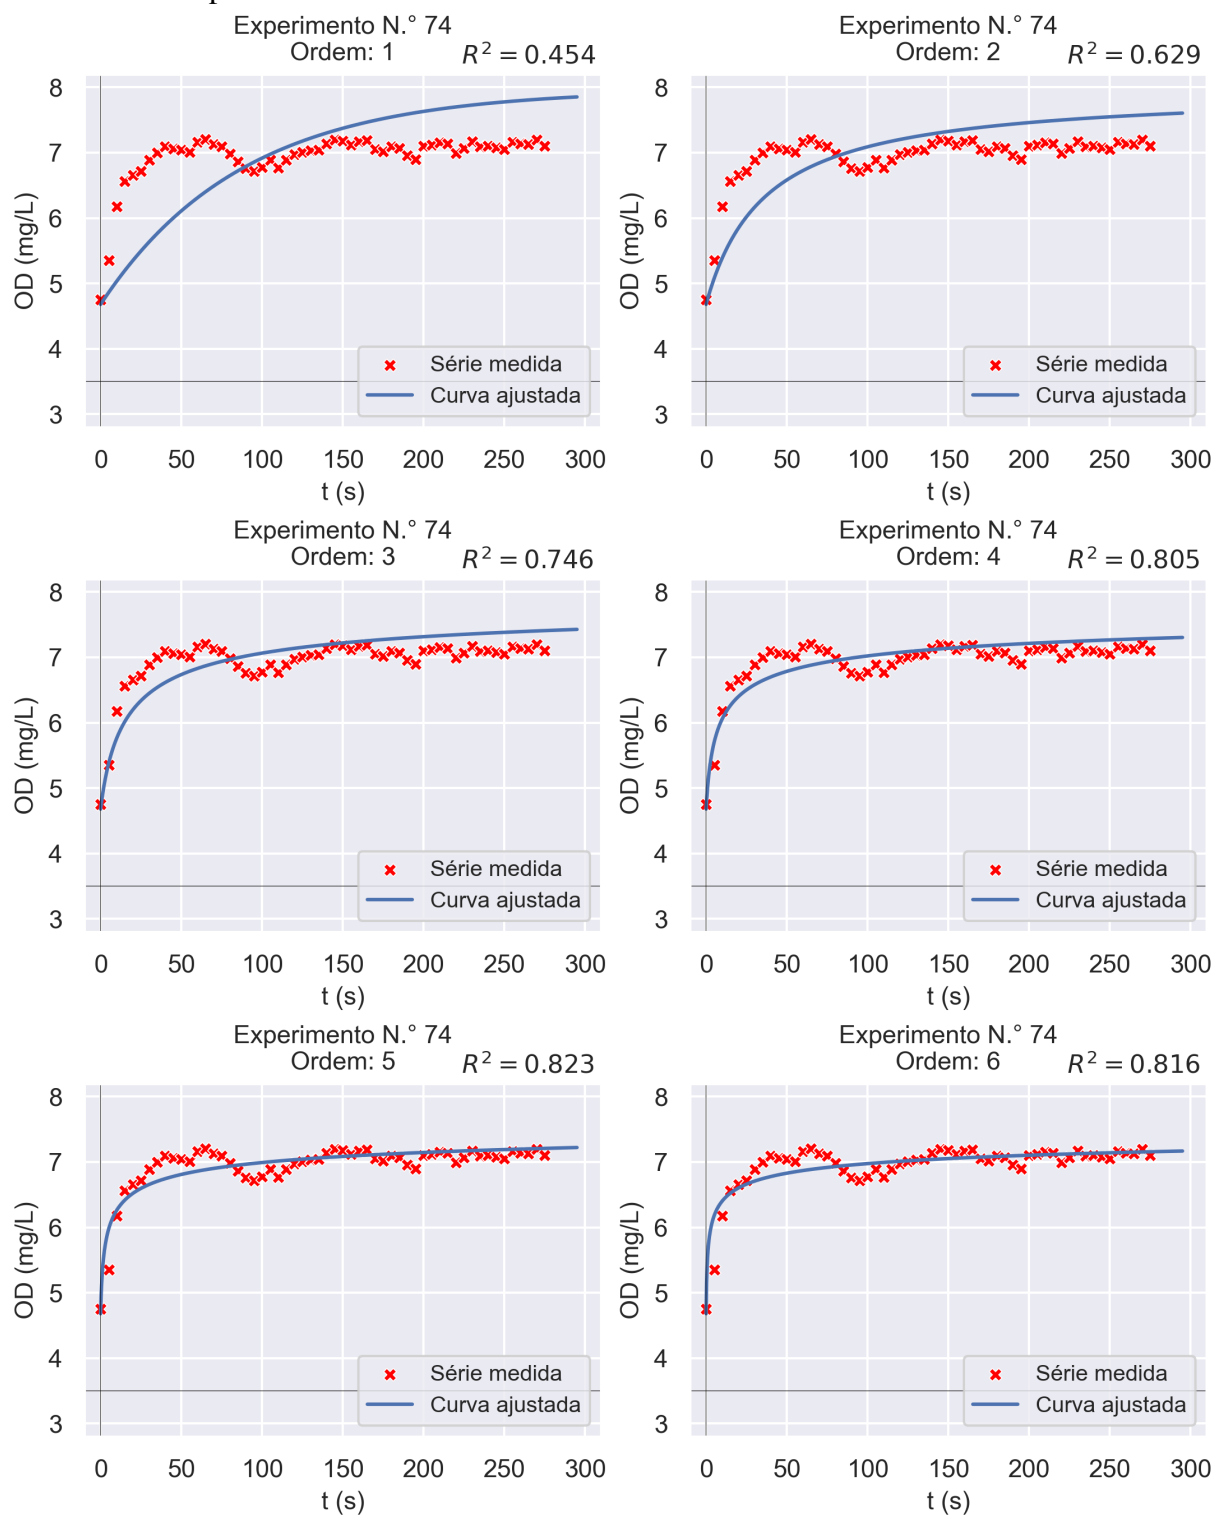 Experimento N.° 74
Ordem: 1 R² = 0.454
8
7
6
5
4
3
OD (mg/L)
Série medida
Curva ajustada
0 50 100 150 200 250 300
t (s)
Experimento N.° 74
Ordem: 2 R² = 0.629
8
7
6
5
4
3
OD (mg/L)
Série medida
Curva ajustada
0 50 100 150 200 250 300
t (s)
Experimento N.° 74
Ordem: 3 R² = 0.746
8
7
6
5
4
3
OD (mg/L)
Série medida
Curva ajustada
0 50 100 150 200 250 300
t (s)
Experimento N.° 74
Ordem: 4 R² = 0.805
8
7
6
5
4
3
OD (mg/L)
Série medida
Curva ajustada
0 50 100 150 200 250 300
t (s)
Experimento N.° 74
Ordem: 5 R² = 0.823
8
7
6
5
4
3
OD (mg/L)
Série medida
Curva ajustada
0 50 100 150 200 250 300
t (s)
Experimento N.° 74
Ordem: 6 R² = 0.816
8
7
6
5
4
3
OD (mg/L)
Série medida
Curva ajustada
0 50 100 150 200 250 300
t (s)